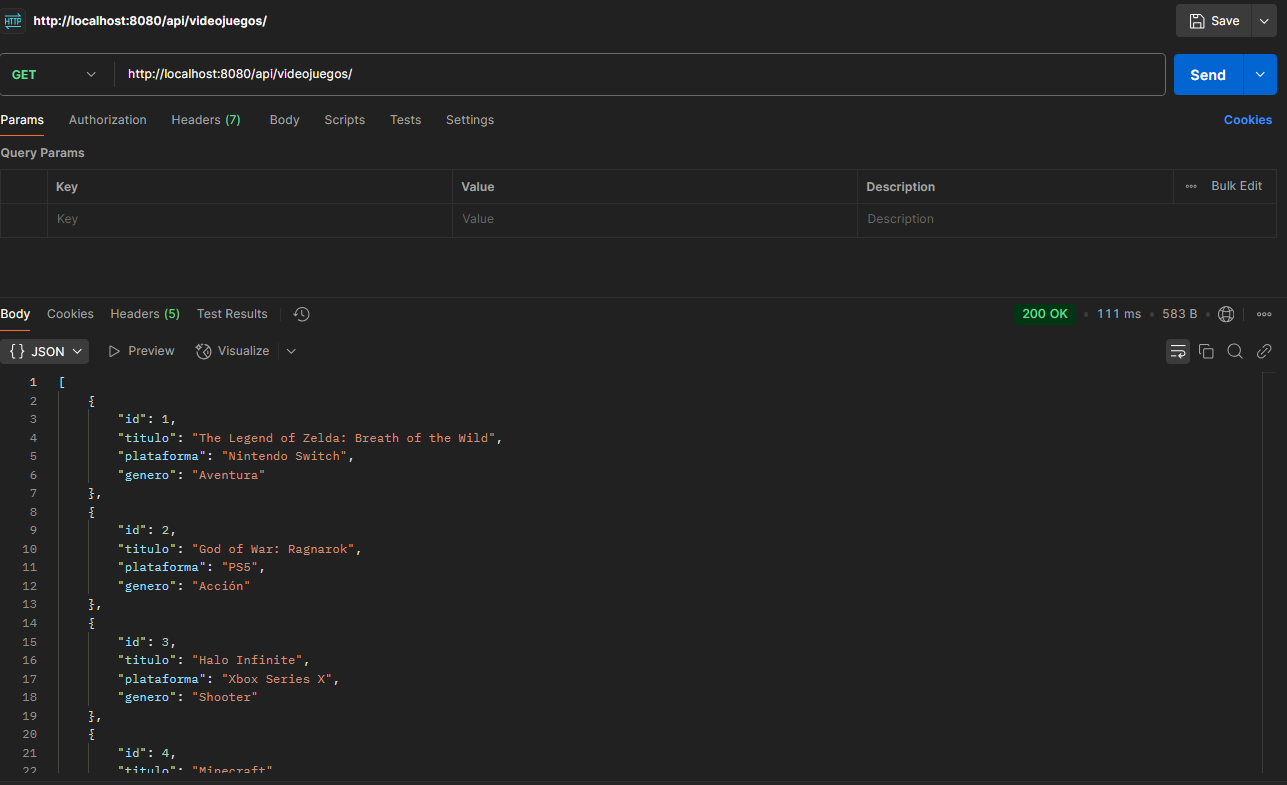 HTTP http://localhost:8080/api/videojuegos/ Save
GET http://localhost:8080/api/videojuegos/ Send
Params Authorization Headers (7) Body Scripts Tests Settings Cookies
Query Params
Key Value Description Bulk Edit
Key Value Description
Body Cookies Headers (5) Test Results 200 OK 111 ms 583 B
{} JSON Preview Visualize
1 [
2 {
3 "id": 1,
4 "titulo": "The Legend of Zelda: Breath of the Wild",
5 "plataforma": "Nintendo Switch",
6 "genero": "Aventura"
7 },
8 {
9 "id": 2,
10 "titulo": "God of War: Ragnarok",
11 "plataforma": "PS5",
12 "genero": "Acción"
13 },
14 {
15 "id": 3,
16 "titulo": "Halo Infinite",
17 "plataforma": "Xbox Series X",
18 "genero": "Shooter"
19 },
20 {
21 "id": 4,
22 "titulo": "Minecraft"